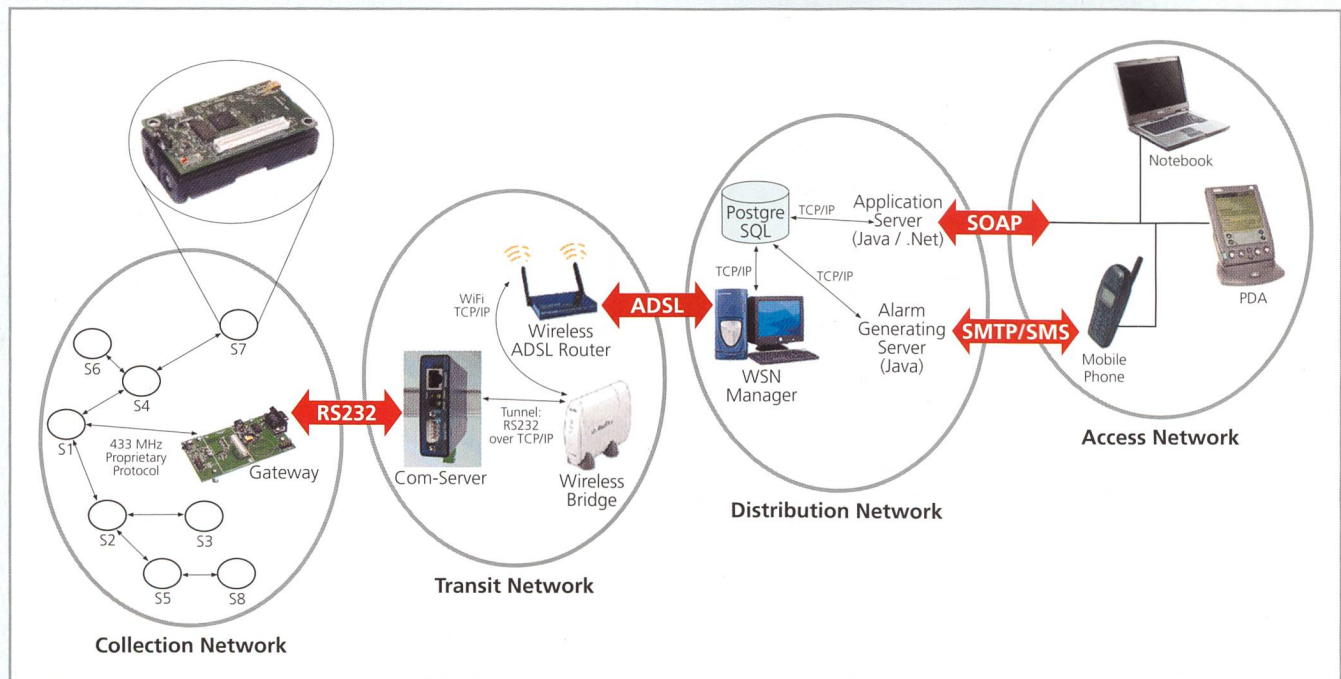 S7
S6
S4
S1
433 MHz
Proprietary
Protocol
Gateway
S2
S3
S5
S8
Collection Network
RS232
WiFi
TCP/IP
Wireless
ADSL Router
Com-Server
Tunnel:
RS232
over TCP/IP
Wireless
Bridge
Transit Network
ADSL
Postgre
SQL
TCP/IP
Application
Server
(Java / .Net)
TCP/IP
TCP/IP
WSN
Manager
Alarm
Generating
Server
(Java)
Distribution Network
SOAP
SMTP/SMS
Notebook
PDA
Mobile
Phone
Access Network